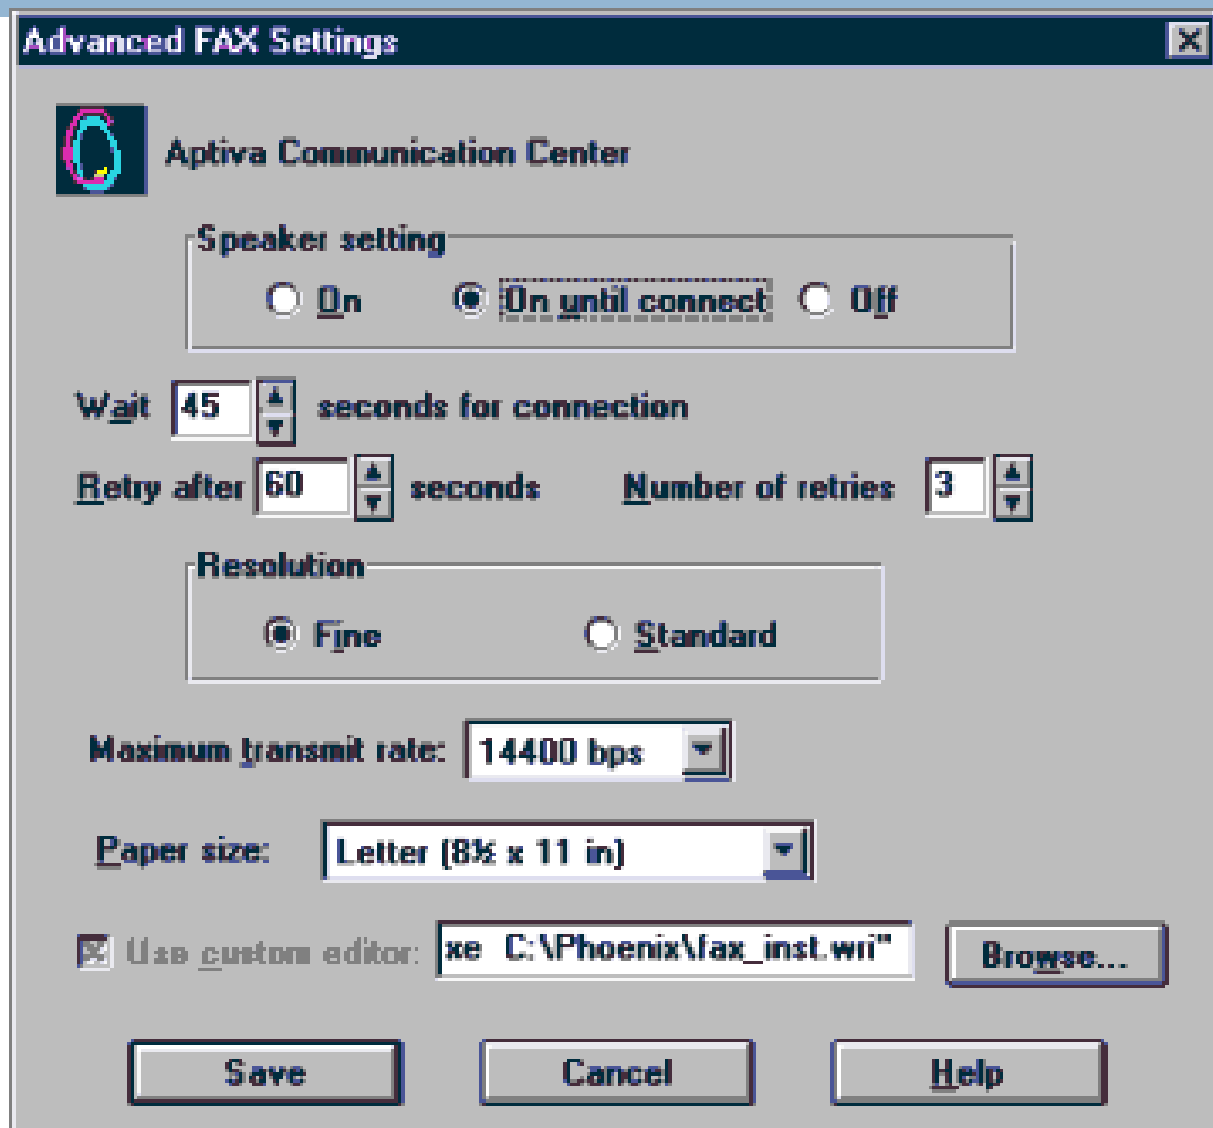 Advanced FAX Settings
Aptiva Communication Center
Speaker setting
On On until connect Off
Wait 45 seconds for connection
Retry after 60 seconds Number of retries 3
Resolution
Fine Standard
Maximum transmit rate: 14400 bps
Paper size: Letter (8½ x 11 in)
Use custom editor: xe C:\Phoenix\fax_inst.wri" Browse...
Save Cancel Help